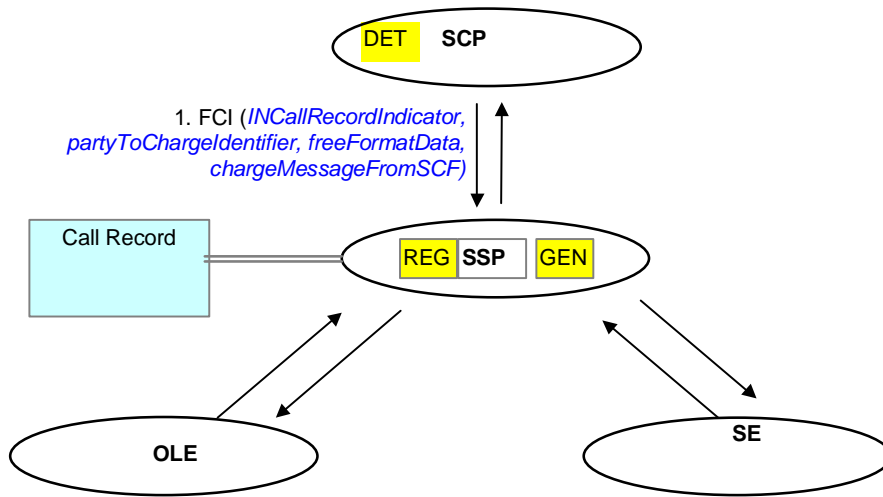 DET SCP
1. FCI (INCallRecordIndicator,
partyToChargeIdentifier, freeFormatData,
chargeMessageFromSCF)
Call Record
REG SSP GEN
OLE
SE